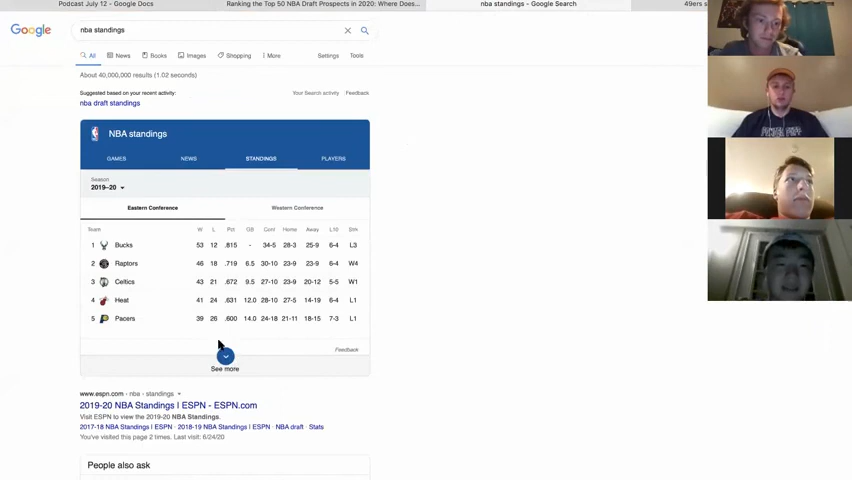 Podcast July 12 - Google Docs
Ranking the Top 50 NBA Draft Prospects in 2020: Where Does...
nba standings - Google Search
49ers s
Google
nba standings
All News Books Images Shopping More Settings Tools
About 40,000,000 results (1.02 seconds)
Suggested based on your recent activity: Your Search activity Feedback
nba draft standings
NBA standings
GAMES NEWS STANDINGS PLAYERS
Season
2019–20
Eastern Conference Western Conference
Team W L Pct GB Conf Home Away L10 Strk
1 Bucks 53 12 .815 - 34-5 28-3 25-9 6-4 L3
2 Raptors 46 18 .719 6.5 30-10 23-9 23-9 6-4 W4
3 Celtics 43 21 .672 9.5 27-10 23-9 20-12 5-5 W1
4 Heat 41 24 .631 12.0 28-10 27-5 14-19 6-4 L1
5 Pacers 39 26 .600 14.0 24-18 21-11 18-15 7-3 L1
Feedback
See more
www.espn.com › nba › standings
2019-20 NBA Standings | ESPN - ESPN.com
Visit ESPN to view the 2019-20 NBA Standings.
2017-18 NBA Standings | ESPN · 2018-19 NBA Standings | ESPN · NBA draft · Stats
You've visited this page 2 times. Last visit: 6/24/20
People also ask